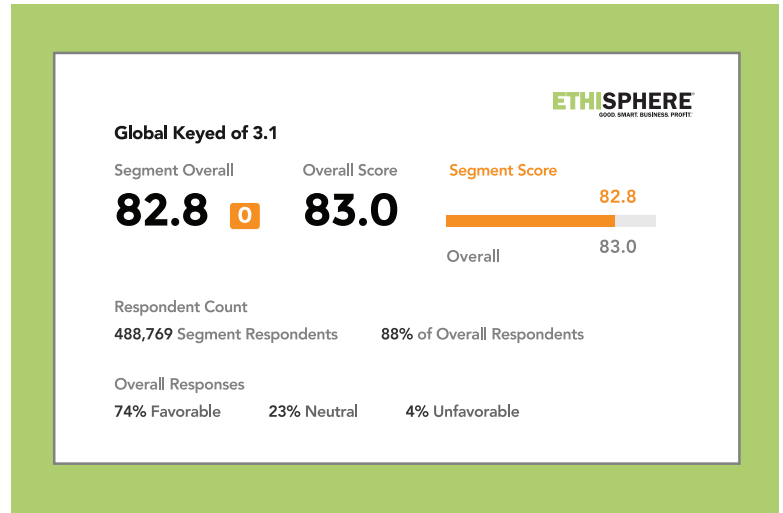 ETHISPHERE
GOOD. SMART. BUSINESS. PROFIT.
Global Keyed of 3.1
Segment Overall
82.8 0
Overall Score
83.0
Segment Score
82.8
Overall 83.0
Respondent Count
488,769 Segment Respondents 88% of Overall Respondents
Overall Responses
74% Favorable 23% Neutral 4% Unfavorable